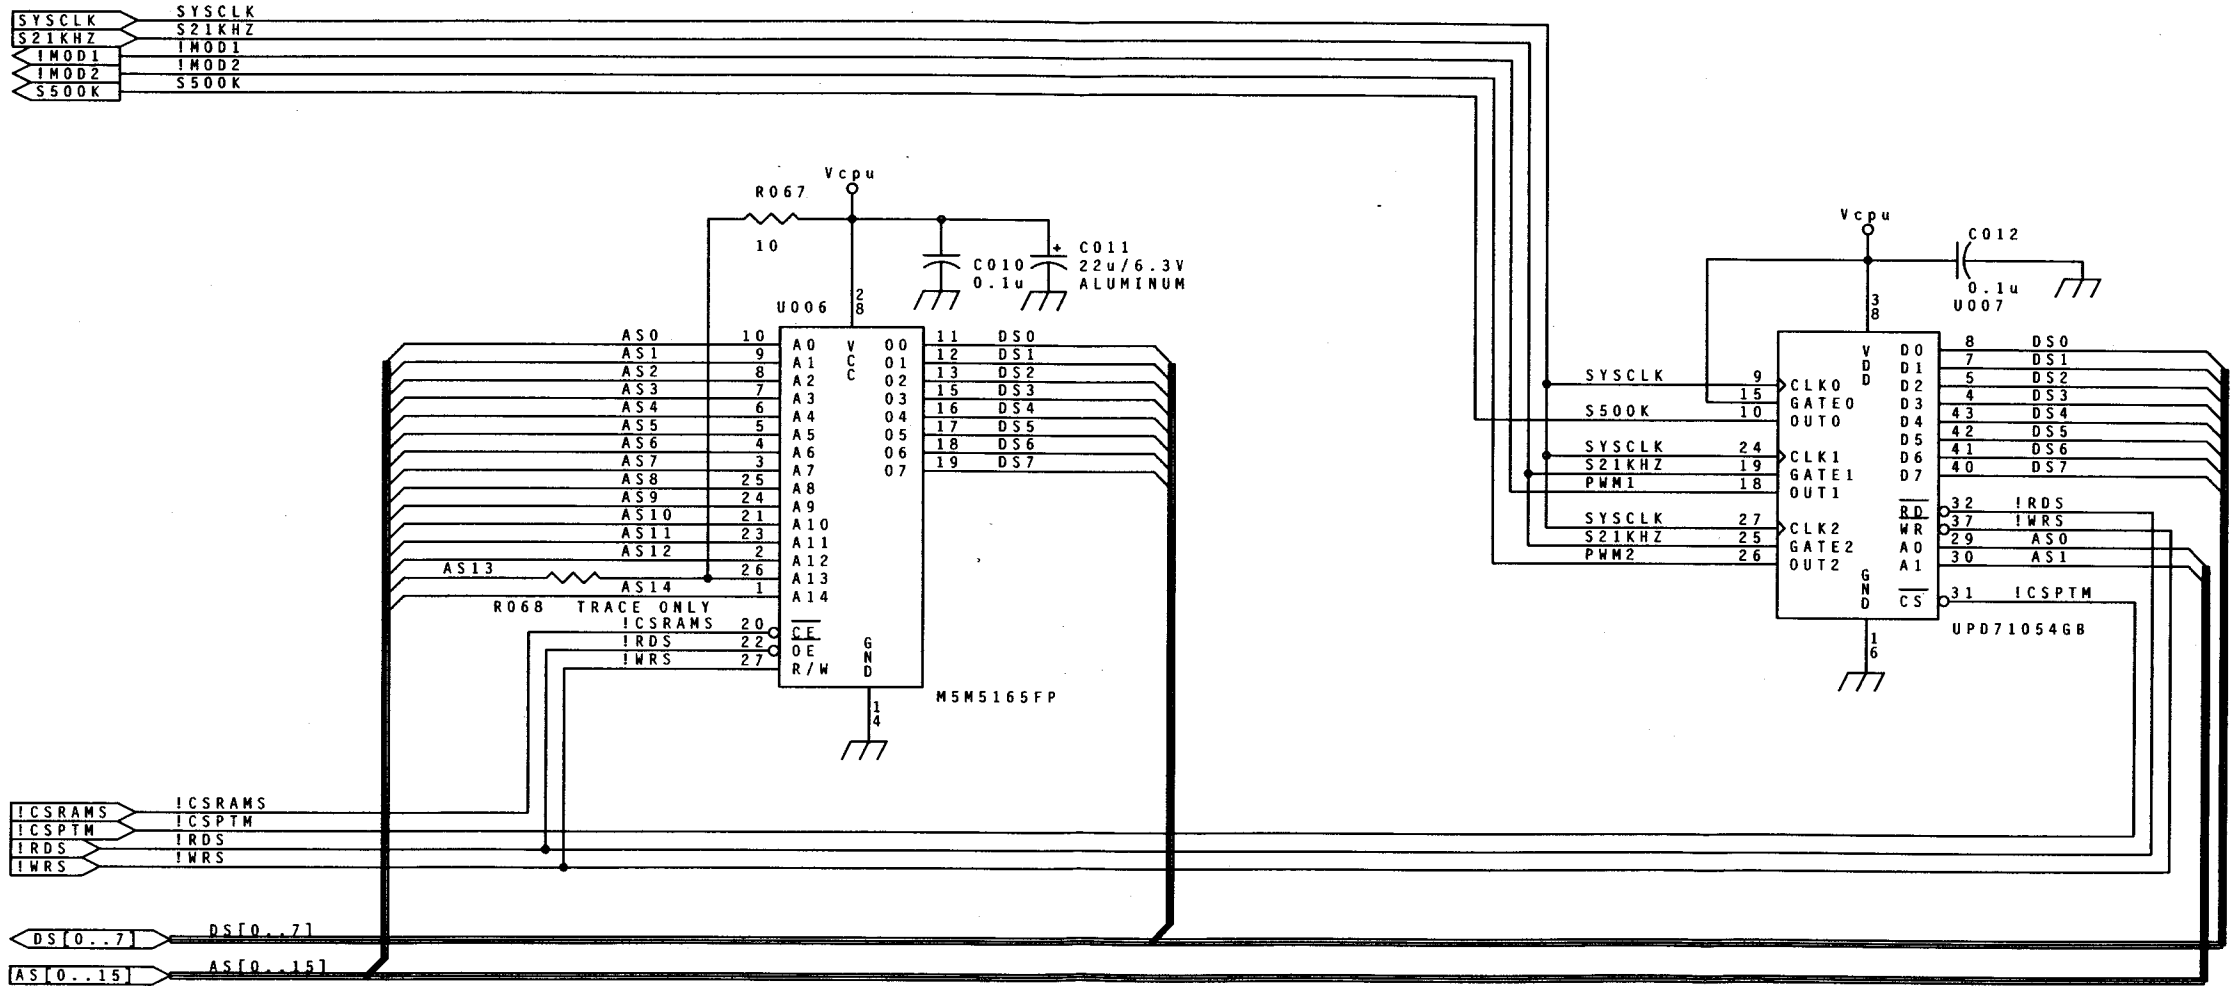 SYSCLK SYSCLK
S21KHZ S21KHZ
!MOD1 !MOD1
!MOD2 !MOD2
S500K S500K
Vcpu
R067
10
C010
0.1u
+ C011
22u/6.3V
ALUMINUM
U006
28
AS0 10 A0
AS1 9 A1
AS2 8 A2
AS3 7 A3
AS4 6 A4
AS5 5 A5
AS6 4 A6
AS7 3 A7
AS8 25 A8
AS9 24 A9
AS10 21 A10
AS11 23 A11
AS12 2 A12
AS13 26 A13
AS14 1 A14
R068 TRACE ONLY
!CSRAMS 20 CE
!RDS 22 OE
!WRS 27 R/W
VCC
O0 11 DS0
O1 12 DS1
O2 13 DS2
O3 15 DS3
O4 16 DS4
O5 17 DS5
O6 18 DS6
O7 19 DS7
GND
14
M5M5165FP
Vcpu
C012
0.1u
U007
38
SYSCLK 9 CLK0
15 GATE0
S500K 10 OUT0
SYSCLK 24 CLK1
S21KHZ 19 GATE1
PWM1 18 OUT1
SYSCLK 27 CLK2
S21KHZ 25 GATE2
PWM2 26 OUT2
VDD
D0 8 DS0
D1 7 DS1
D2 5 DS2
D3 4 DS3
D4 43 DS4
D5 42 DS5
D6 41 DS6
D7 40 DS7
RD 32 !RDS
WR 37 !WRS
A0 29 AS0
A1 30 AS1
CS 31 !CSPTM
GND
16
UPD71054GB
!CSRAMS !CSRAMS
!CSPTM !CSPTM
!RDS !RDS
!WRS !WRS
DS[0..7] DS[0..7]
AS[0..15] AS[0..15]